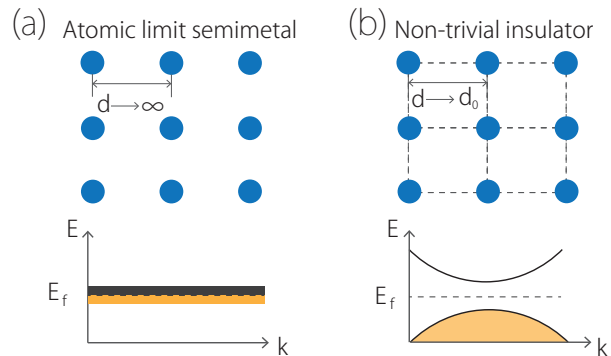 (a) Atomic limit semimetal
d → ∞
E
E_f
k
(b) Non-trivial insulator
d → d₀
E
E_f
k